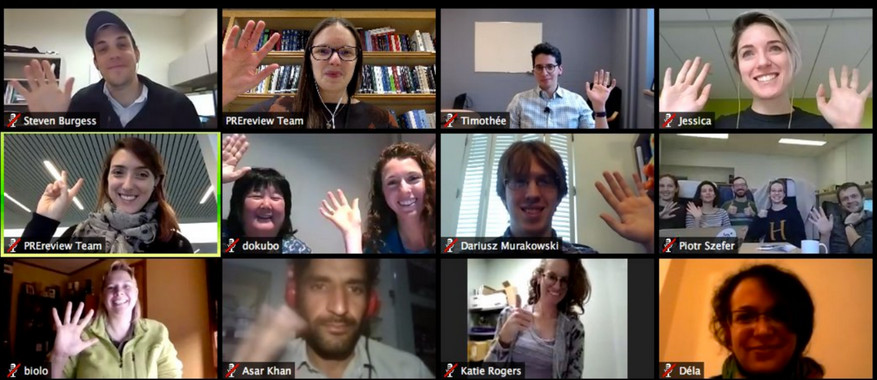 Steven Burgess
PREreview Team
Timothée
Jessica
PREreview Team
dokubo
Dariusz Murakowski
Piotr Szefer
biolo
Asar Khan
Katie Rogers
Déla
H